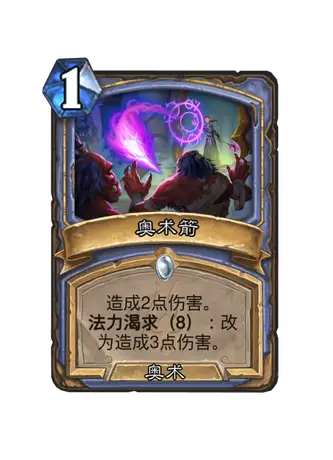 1
奥术箭
造成2点伤害。
法力渴求（8）：改
为造成3点伤害。
奥术